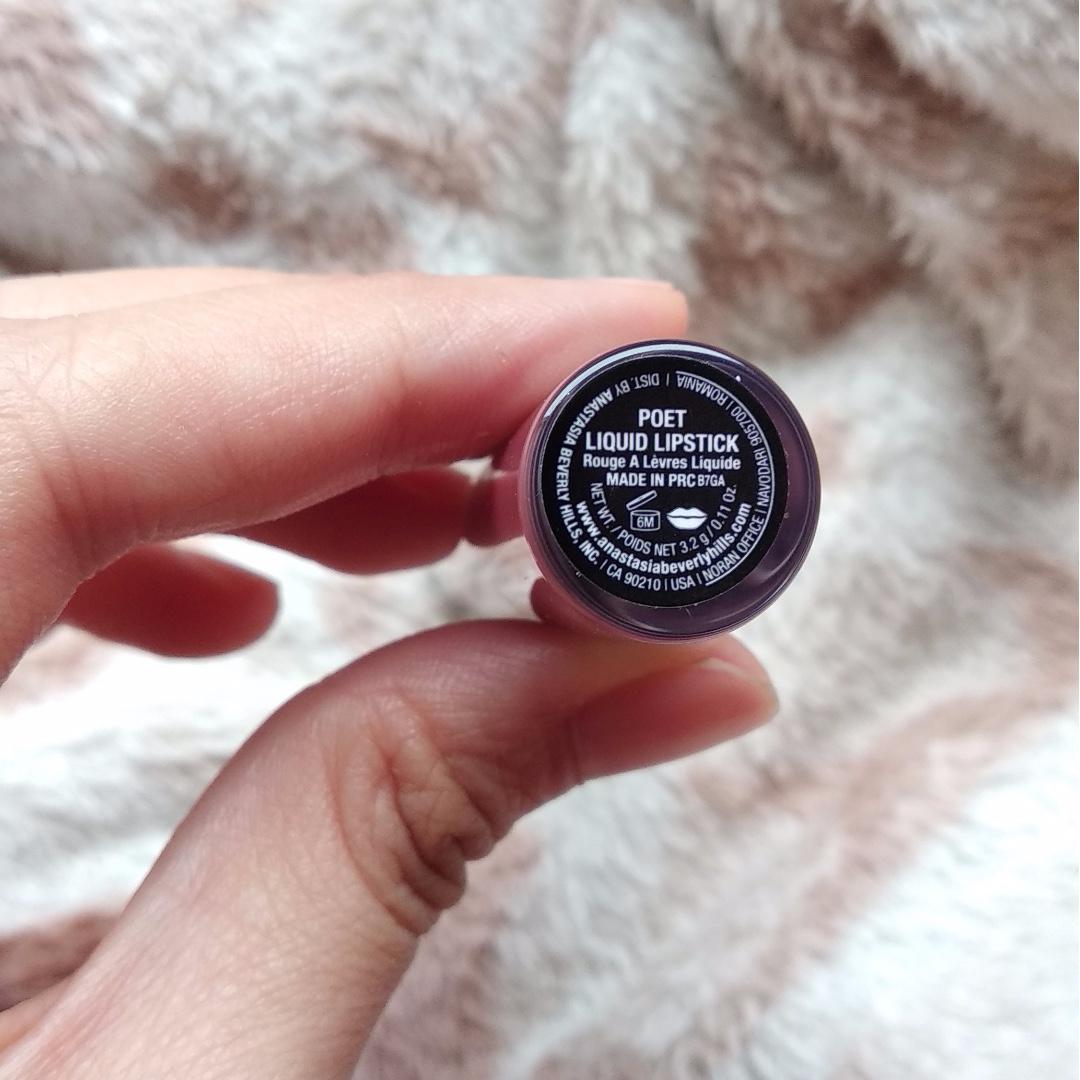 POET
LIQUID LIPSTICK
Rouge A Lèvres Liquide
MADE IN PRC B7GA
6M
NET WT. / POIDS NET 3.2 g / 0.11 Oz.
www.anastasiabeverlyhills.com
DIST. BY ANASTASIA BEVERLY HILLS, INC. | CA 90210 | USA | NORAN OFFICE | NAVODARI 905700 | ROMANIA |